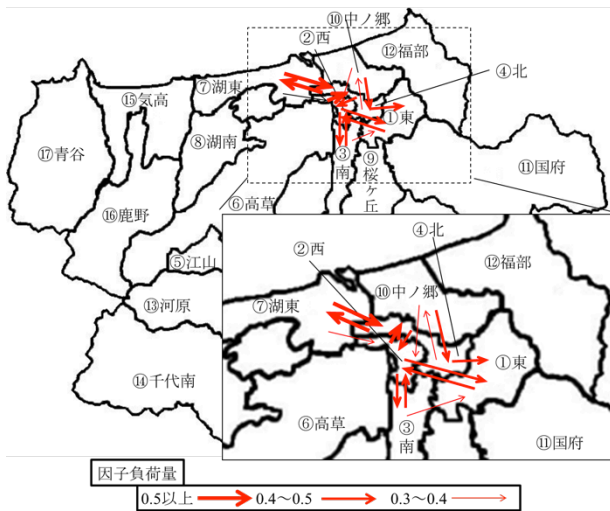 ⑩中ノ郷
②西
⑫福部
④北
⑦湖東
⑮気高
①東
⑧湖南
⑰青谷
③南
⑨桜ヶ丘
⑪国府
⑥高草
⑯鹿野
④北
②西
⑤江山
⑫福部
⑩中ノ郷
⑦湖東
⑬河原
①東
⑭千代南
⑥高草
③南
⑪国府
因子負荷量
0.5以上 0.4～0.5 0.3～0.4